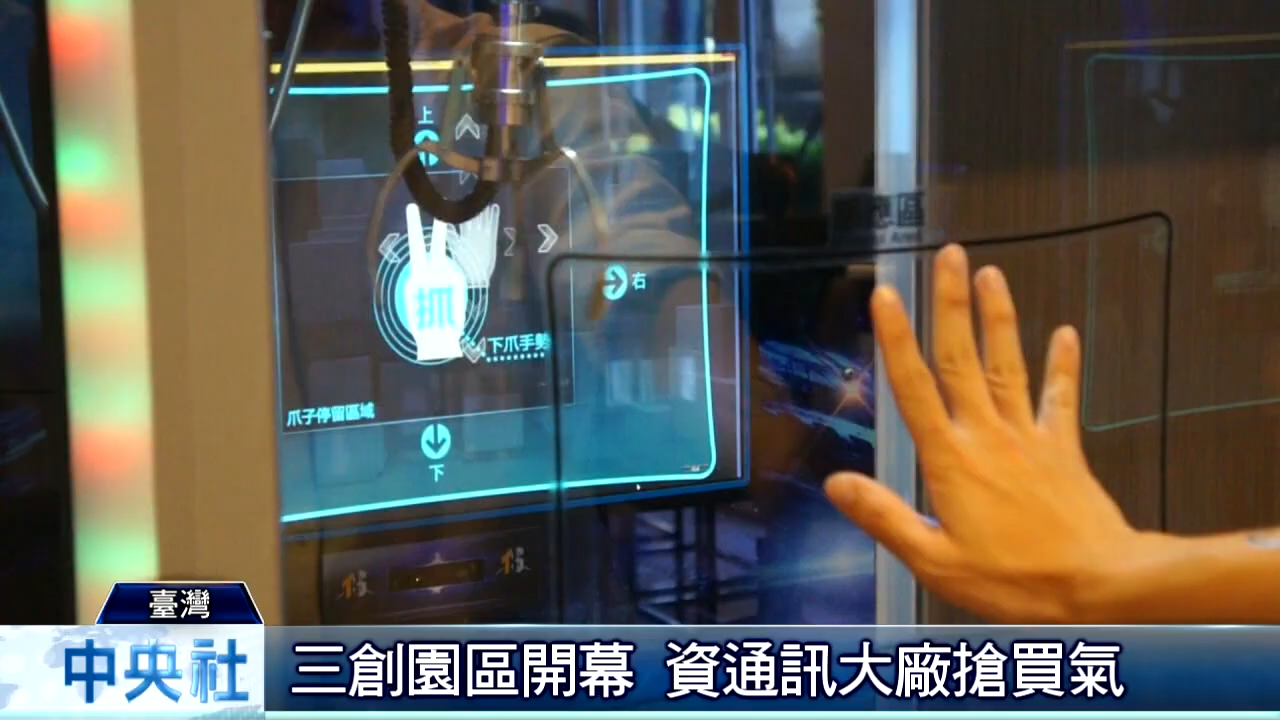 上
右
抓
下爪手勢
爪子停留區域
下
臺灣
中央社
三創園區開幕 資通訊大廠搶買氣